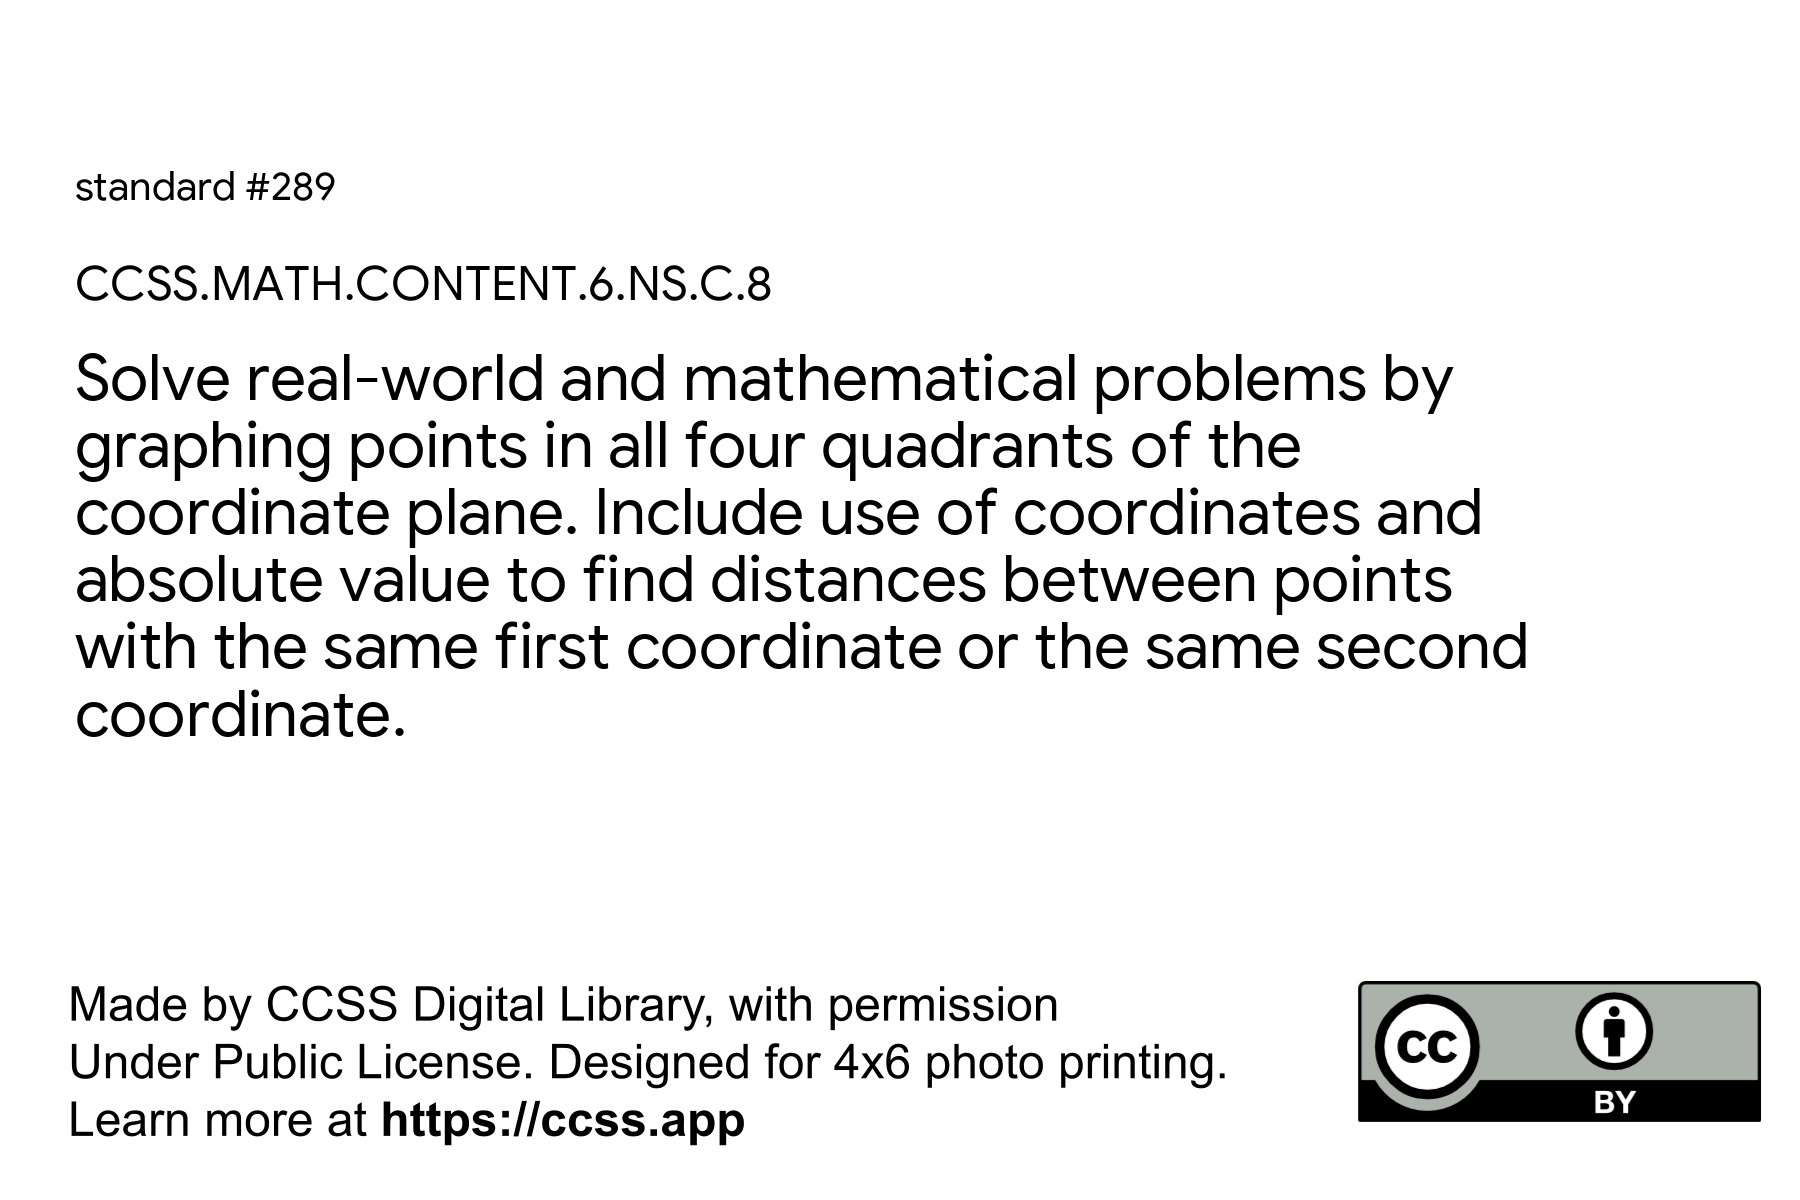 standard #289
CCSS.MATH.CONTENT.6.NS.C.8
Solve real-world and mathematical problems by
graphing points in all four quadrants of the
coordinate plane. Include use of coordinates and
absolute value to find distances between points
with the same first coordinate or the same second
coordinate.
Made by CCSS Digital Library, with permission
Under Public License. Designed for 4x6 photo printing.
Learn more at https://ccss.app
cc
BY